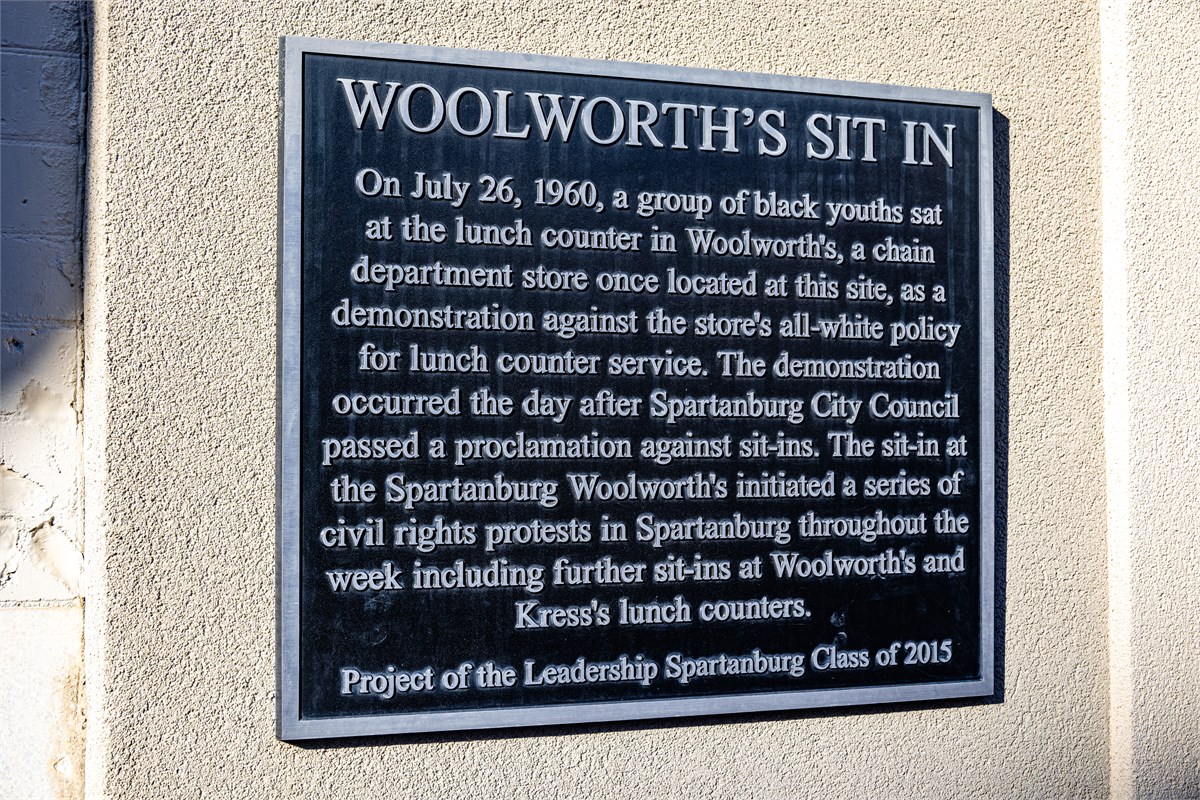 WOOLWORTH’S SIT IN
On July 26, 1960, a group of black youths sat
at the lunch counter in Woolworth's, a chain
department store once located at this site, as a
demonstration against the store's all-white policy
for lunch counter service. The demonstration
occurred the day after Spartanburg City Council
passed a proclamation against sit-ins. The sit-in at
the Spartanburg Woolworth's initiated a series of
civil rights protests in Spartanburg throughout the
week including further sit-ins at Woolworth's and
Kress's lunch counters.
Project of the Leadership Spartanburg Class of 2015